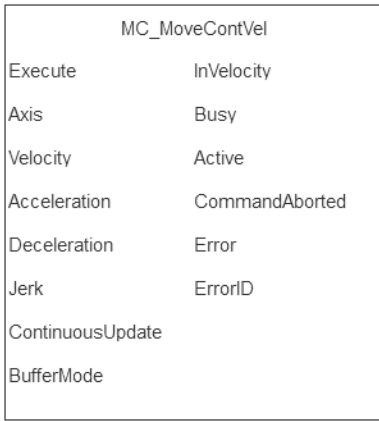 MC_MoveContVel
Execute InVelocity
Axis Busy
Velocity Active
Acceleration CommandAborted
Deceleration Error
Jerk ErrorID
ContinuousUpdate
BufferMode